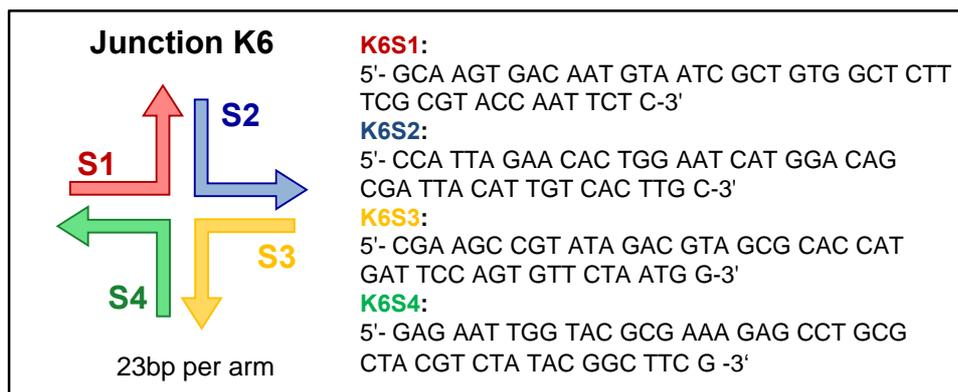 Junction K6
S1
S2
S3
S4
23bp per arm
K6S1:
5'- GCA AGT GAC AAT GTA ATC GCT GTG GCT CTT
TCG CGT ACC AAT TCT C-3'
K6S2:
5'- CCA TTA GAA CAC TGG AAT CAT GGA CAG
CGA TTA CAT TGT CAC TTG C-3'
K6S3:
5'- CGA AGC CGT ATA GAC GTA GCG CAC CAT
GAT TCC AGT GTT CTA ATG G-3'
K6S4:
5'- GAG AAT TGG TAC GCG AAA GAG CCT GCG
CTA CGT CTA TAC GGC TTC G -3‘